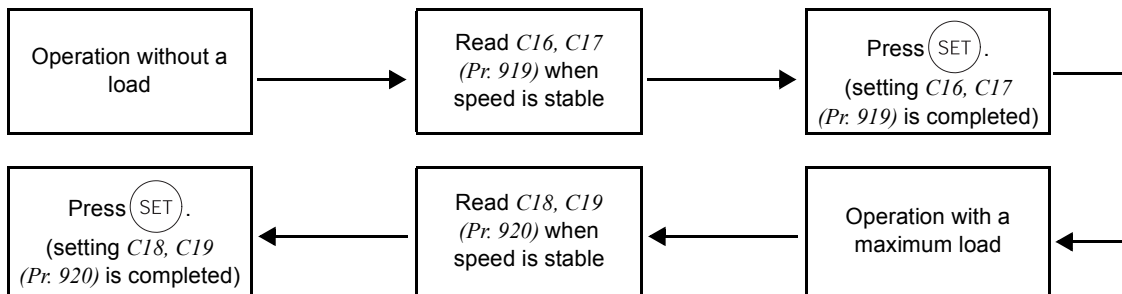 Operation without a
load
Read C16, C17
(Pr. 919) when
speed is stable
Press SET .
(setting C16, C17
(Pr. 919) is completed)
Operation with a
maximum load
Read C18, C19
(Pr. 920) when
speed is stable
Press SET .
(setting C18, C19
(Pr. 920) is completed)